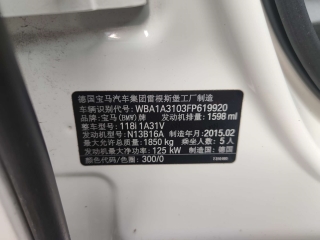 德国宝马汽车集团雷根斯堡工厂制造
车辆识别代号: WBA1A3103FP619920
品牌: 宝马(BMW)牌 发动机排量: 1598 ml
整车型号: 118i 1A31V
发动机型号: N13B16A 制造年月: 2015.02
最大允许总质量: 1850 kg 乘坐人数: 5 人
发动机最大净功率: 125 kW 制造国: 德国
颜色代码/色圈: 300/0